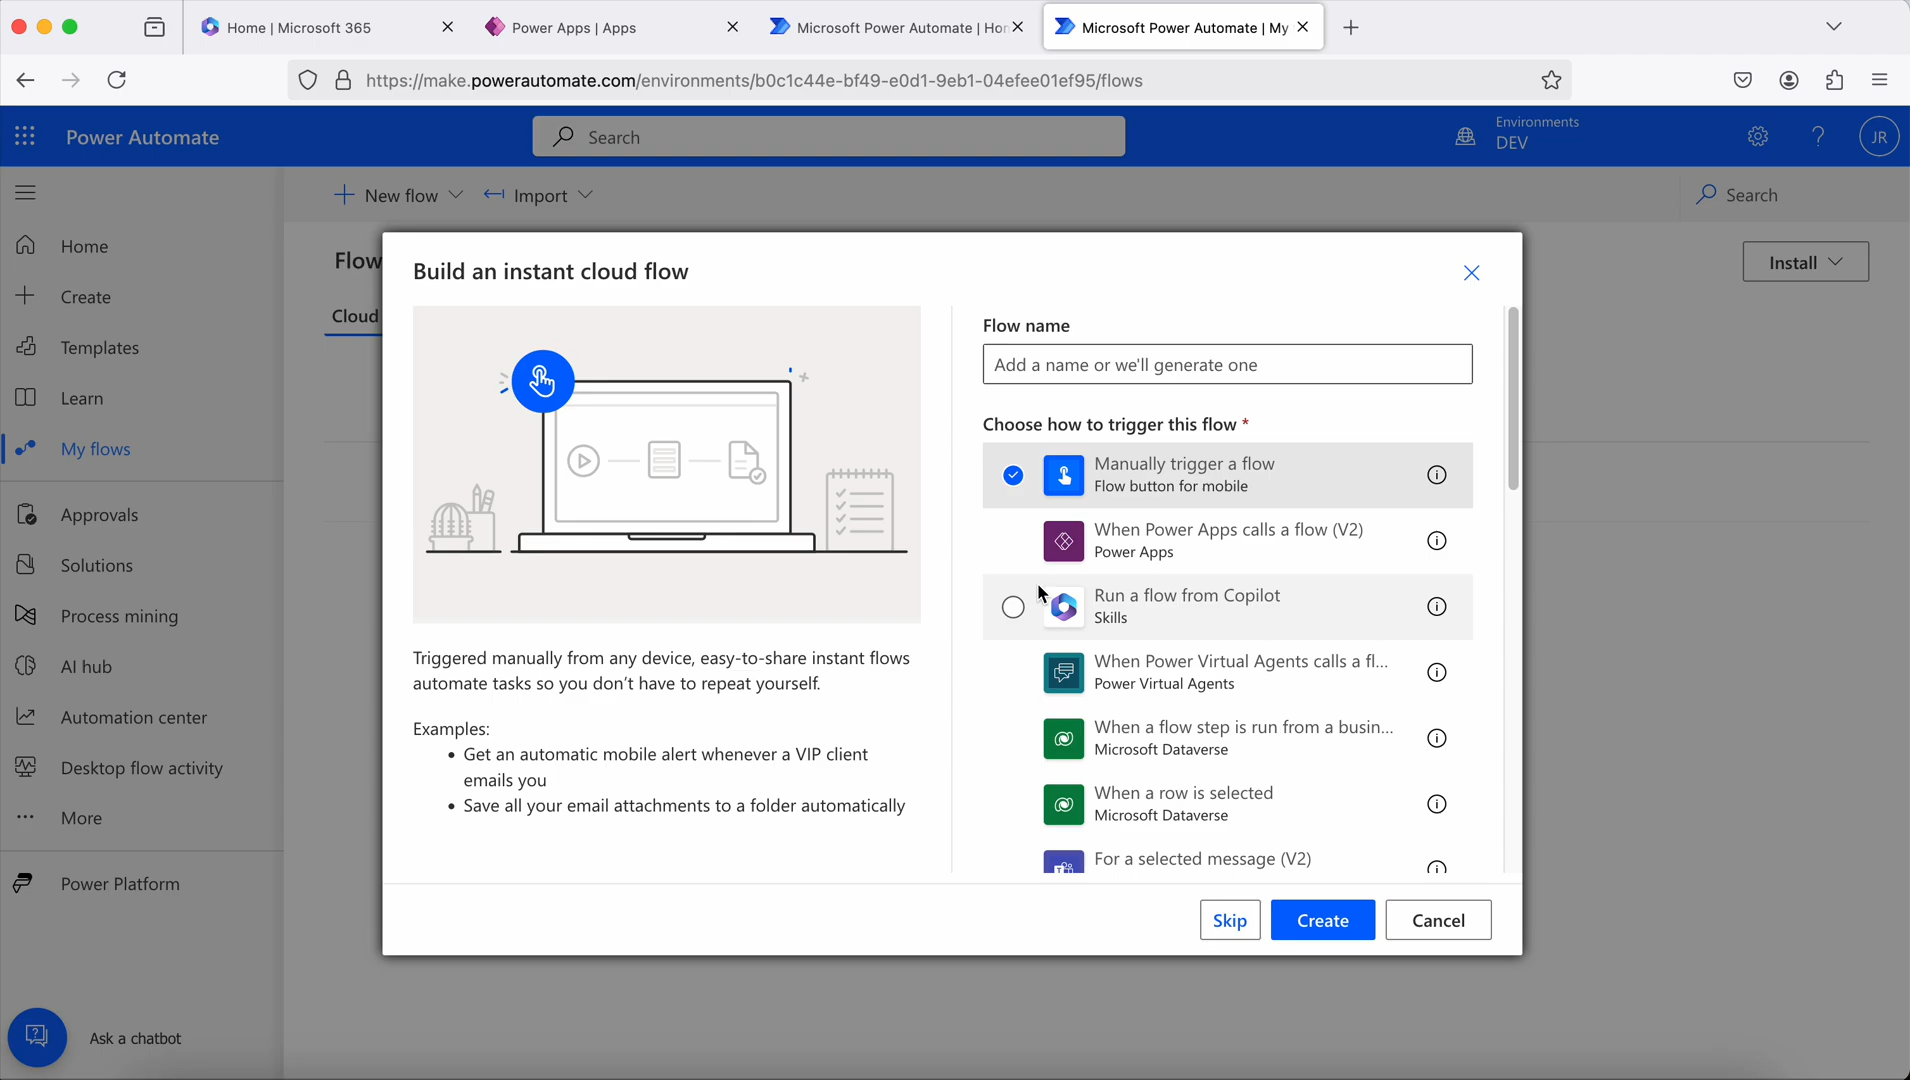 Home | Microsoft 365
Power Apps | Apps
Microsoft Power Automate | Hor
Microsoft Power Automate | My
https://make.powerautomate.com/environments/b0c1c44e-bf49-e0d1-9eb1-04efee01ef95/flows
Power Automate
Search
Environments
DEV
?
JR
New flow
Import
Search
Home
Create
Templates
Learn
My flows
Approvals
Solutions
Process mining
AI hub
Automation center
Desktop flow activity
More
Power Platform
Ask a chatbot
Flow
Install
Cloud
Build an instant cloud flow
Triggered manually from any device, easy-to-share instant flows
automate tasks so you don't have to repeat yourself.
Examples:
• Get an automatic mobile alert whenever a VIP client
emails you
• Save all your email attachments to a folder automatically
Flow name
Add a name or we'll generate one
Choose how to trigger this flow *
Manually trigger a flow
Flow button for mobile
When Power Apps calls a flow (V2)
Power Apps
Run a flow from Copilot
Skills
When Power Virtual Agents calls a fl...
Power Virtual Agents
When a flow step is run from a busin...
Microsoft Dataverse
When a row is selected
Microsoft Dataverse
For a selected message (V2)
Skip
Create
Cancel